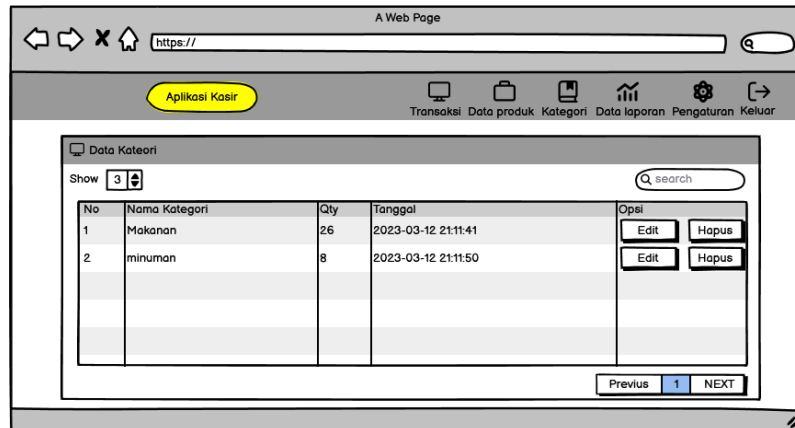 A Web Page
https://
Aplikasi Kasir
Transaksi Data produk Kategori Data laporan Pengaturan Keluar
Data Kateori
Show 3 search
No Nama Kategori Qty Tanggal Opsi
1 Makanan 26 2023-03-12 21:11:41 Edit Hapus
2 minuman 8 2023-03-12 21:11:50 Edit Hapus
Previus 1 NEXT